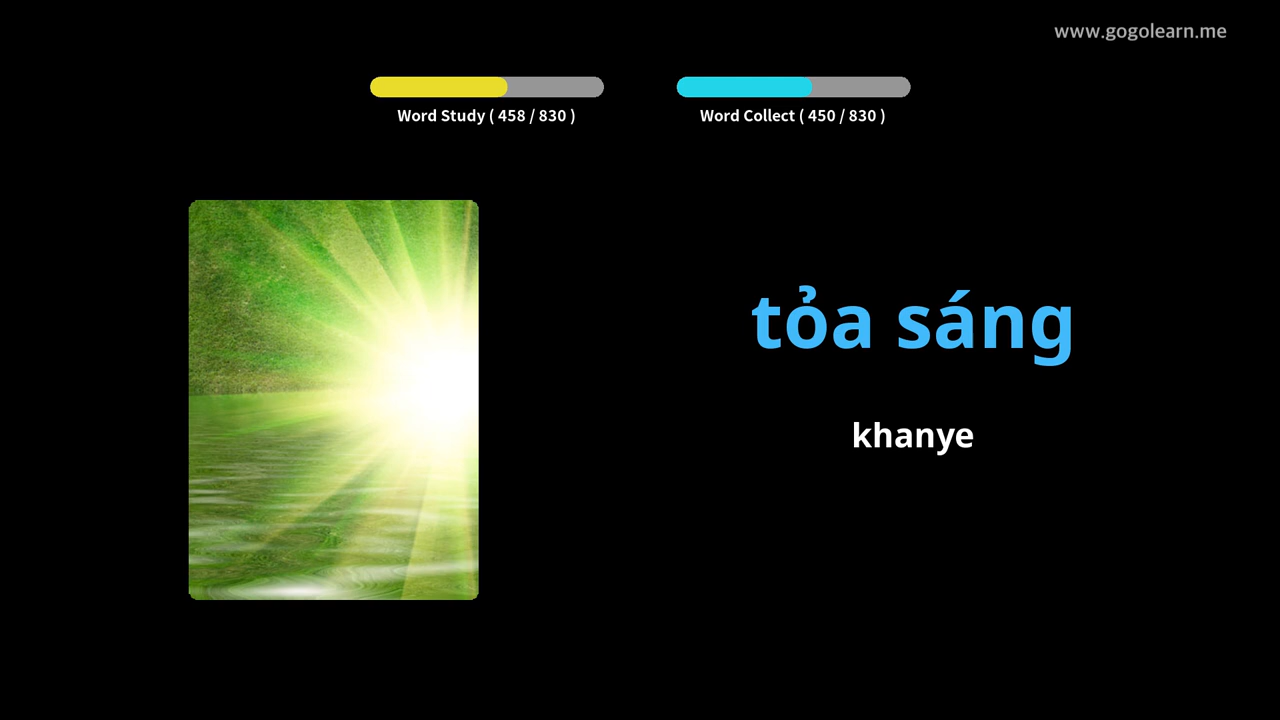 www.gogolearn.me
Word Study ( 458 / 830 )
Word Collect ( 450 / 830 )
tỏa sáng
khanye